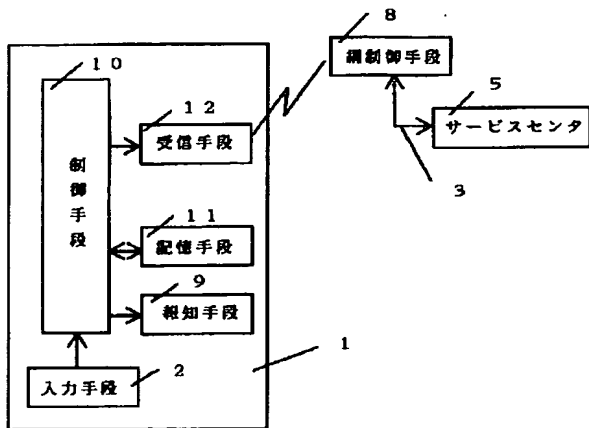 8
網制御手段
10
12
受信手段
5
サービスセンタ
3
制御手段
11
記憶手段
9
報知手段
1
入力手段
2